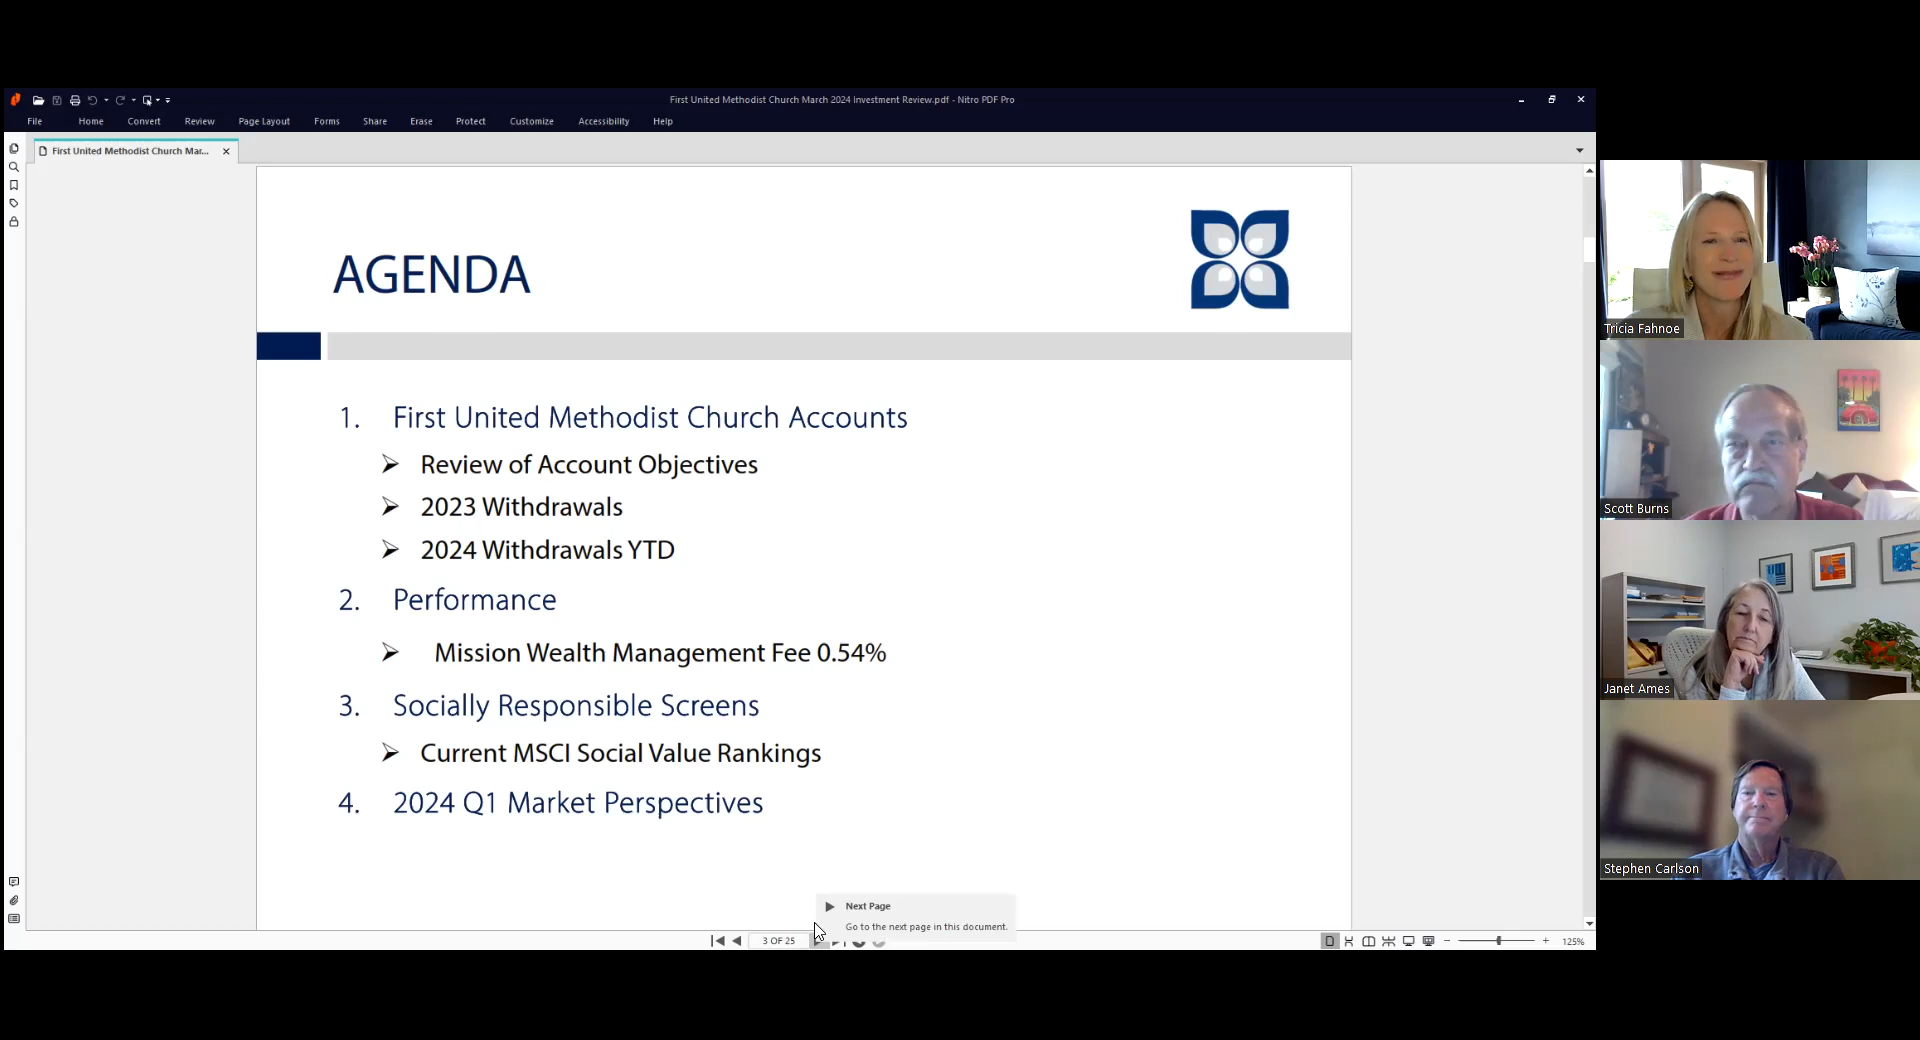 First United Methodist Church March 2024 Investment Review.pdf - Nitro PDF Pro
File Home Convert Review Page Layout Forms Share Erase Protect Customize Accessibility Help
First United Methodist Church Mar...
AGENDA
1. First United Methodist Church Accounts
Review of Account Objectives
2023 Withdrawals
2024 Withdrawals YTD
2. Performance
Mission Wealth Management Fee 0.54%
3. Socially Responsible Screens
Current MSCI Social Value Rankings
4. 2024 Q1 Market Perspectives
Next Page
Go to the next page in this document.
3 OF 25
125%
Tricia Fahnoe
Scott Burns
Janet Ames
Stephen Carlson